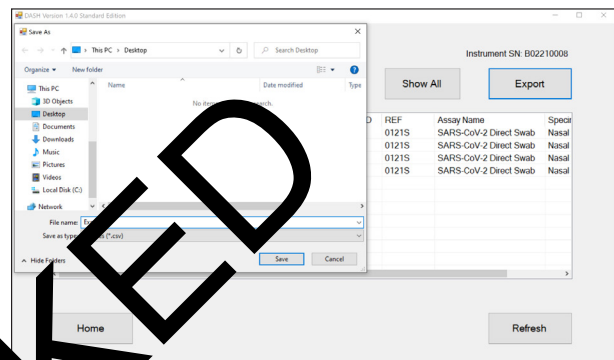 DASH Version 1.4.0 Standard Edition
Save As
This PC > Desktop
Search Desktop
Organize
New folder
Name
Date modified
Type
This PC
3D Objects
Desktop
Documents
Downloads
Music
Pictures
Videos
Local Disk (C:)
Network
File name:
Save as type: (*.csv)
Hide Folders
Save
Cancel
Instrument SN: B02210008
Show All
Export
REF Assay Name
0121S SARS-CoV-2 Direct Swab Nasal
0121S SARS-CoV-2 Direct Swab Nasal
0121S SARS-CoV-2 Direct Swab Nasal
0121S SARS-CoV-2 Direct Swab Nasal
Home
Refresh
KED